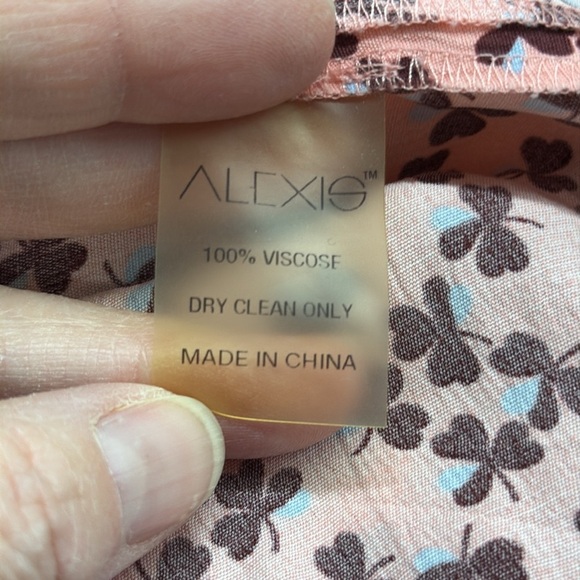 ALEXIS™
100% VISCOSE
DRY CLEAN ONLY
MADE IN CHINA